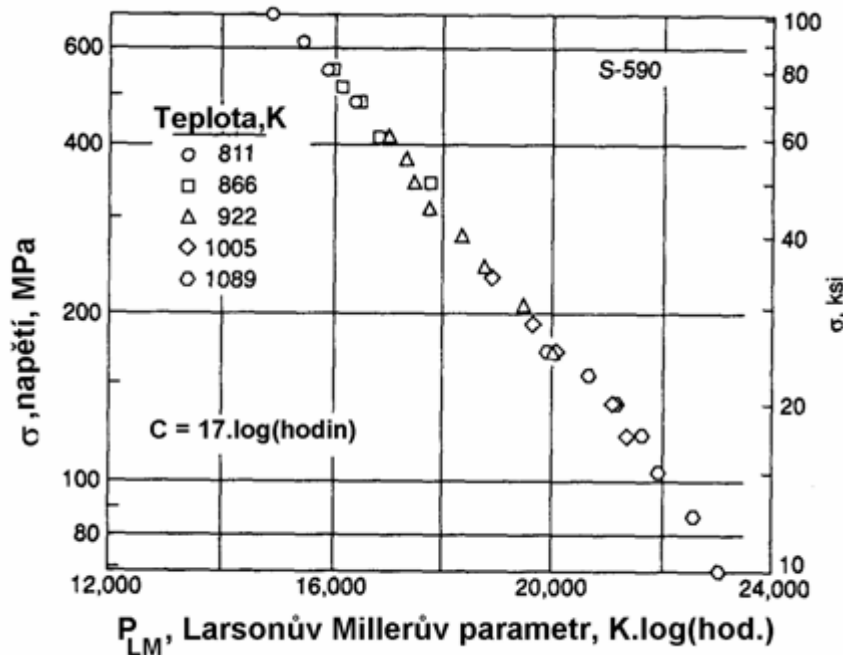 600
400
200
100
80
100
80
60
40
20
10
S-590
Teplota,K
811
866
922
1005
1089
C = 17.log(hodin)
σ ,napětí, MPa
σ, ksi
12,000 16,000 20,000 24,000
P_LM, Larsonův Millerův parametr, K.log(hod.)